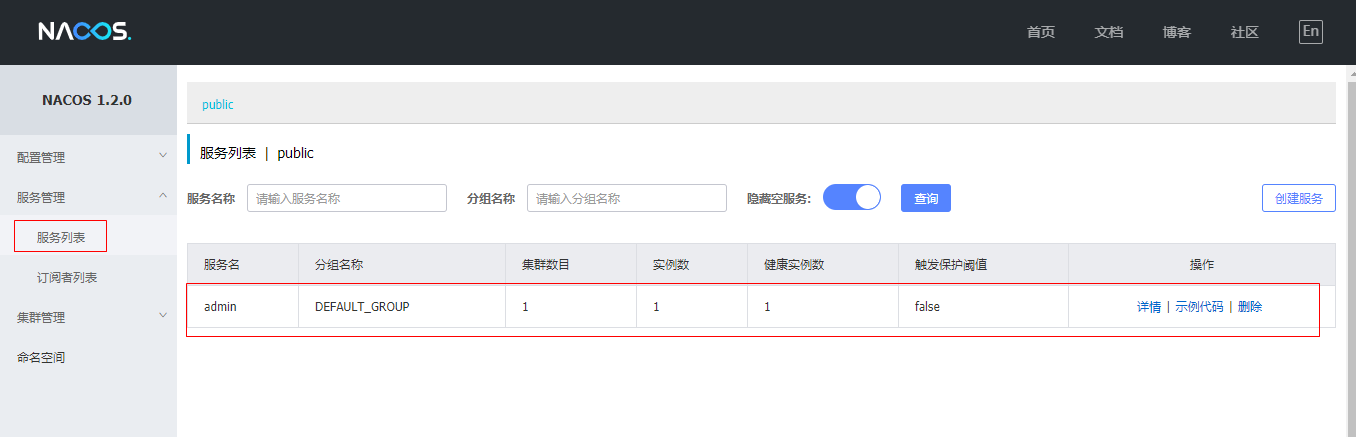 NACOS. 首页 文档 博客 社区 En
NACOS 1.2.0
配置管理
服务管理
服务列表
订阅者列表
集群管理
命名空间
public
服务列表 | public
服务名称 请输入服务名称 分组名称 请输入分组名称 隐藏空服务: 查询 创建服务
服务名 分组名称 集群数目 实例数 健康实例数 触发保护阈值 操作
admin DEFAULT_GROUP 1 1 1 false 详情 | 示例代码 | 删除